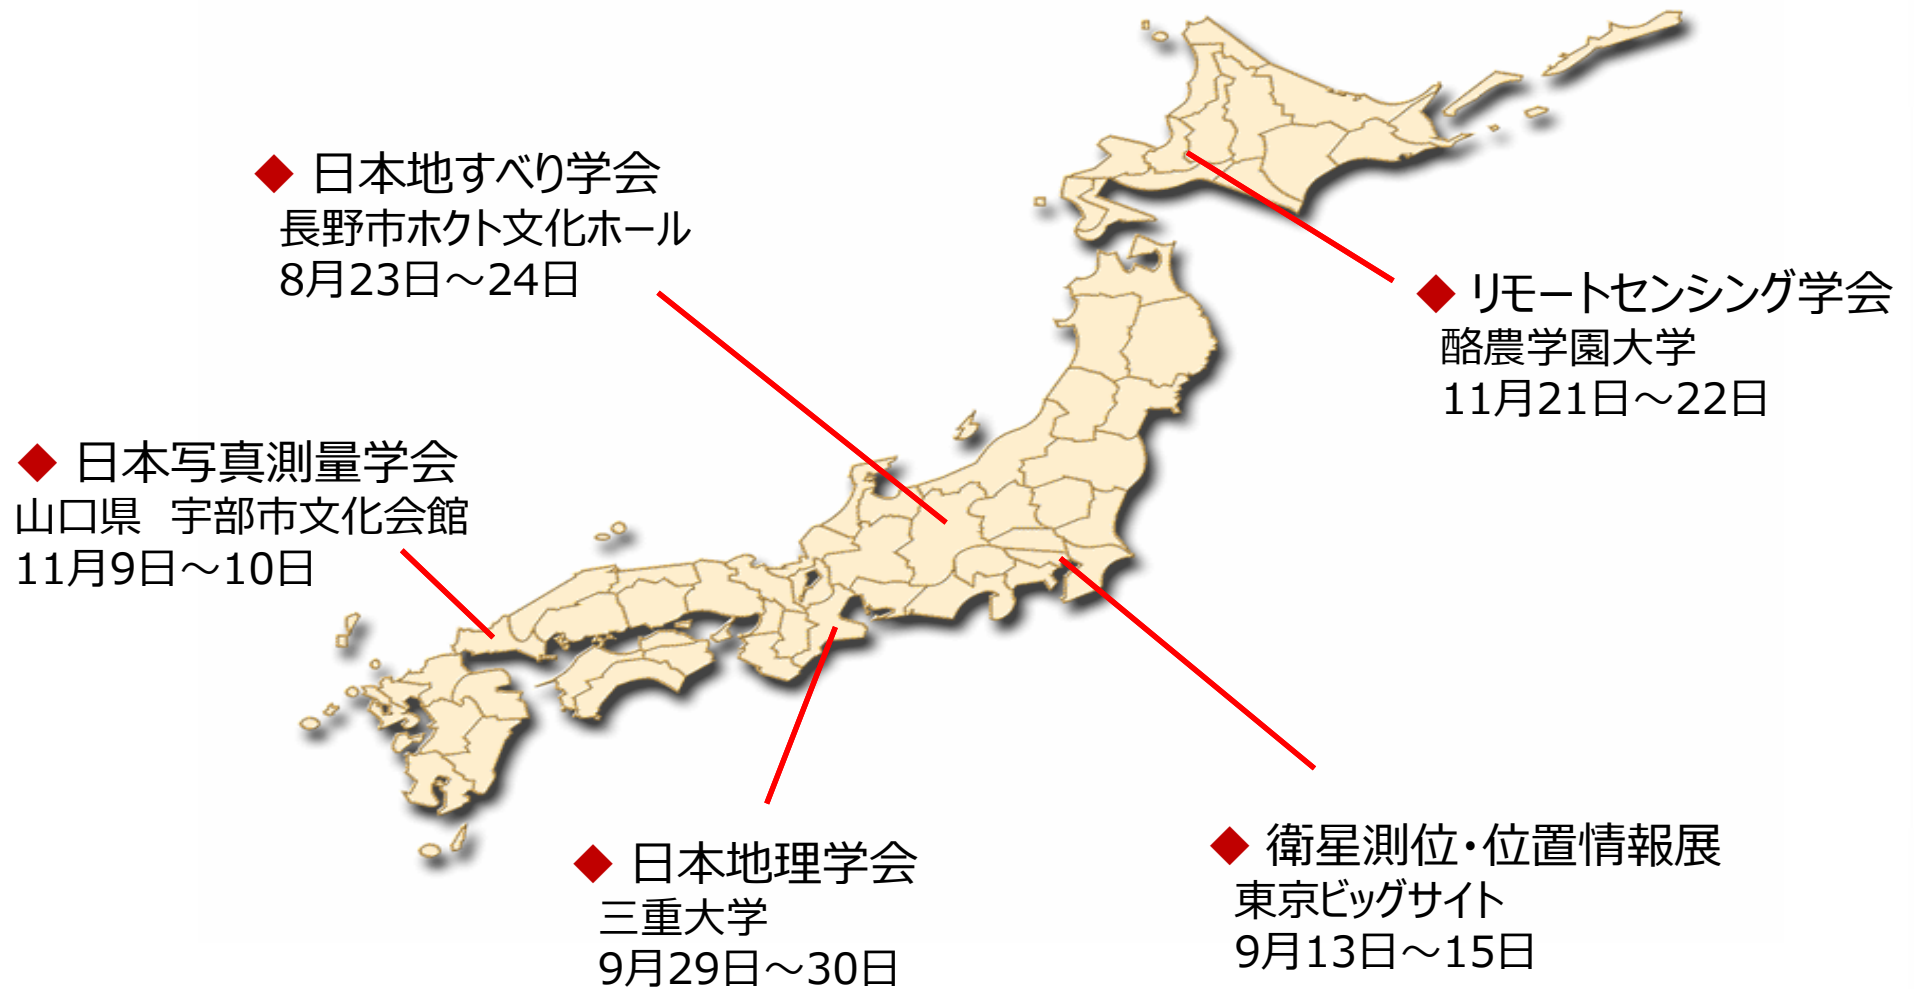 ◆ 日本地すべり学会
長野市ホクト文化ホール
8月23日～24日
◆ リモートセンシング学会
酪農学園大学
11月21日～22日
◆ 日本写真測量学会
山口県　宇部市文化会館
11月9日～10日
◆ 日本地理学会
三重大学
9月29日～30日
◆ 衛星測位・位置情報展
東京ビッグサイト
9月13日～15日